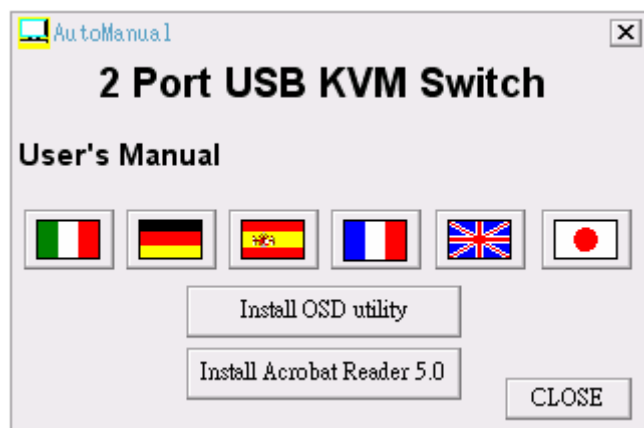 AutoManual
2 Port USB KVM Switch
User's Manual
Install OSD utility
Install Acrobat Reader 5.0
CLOSE